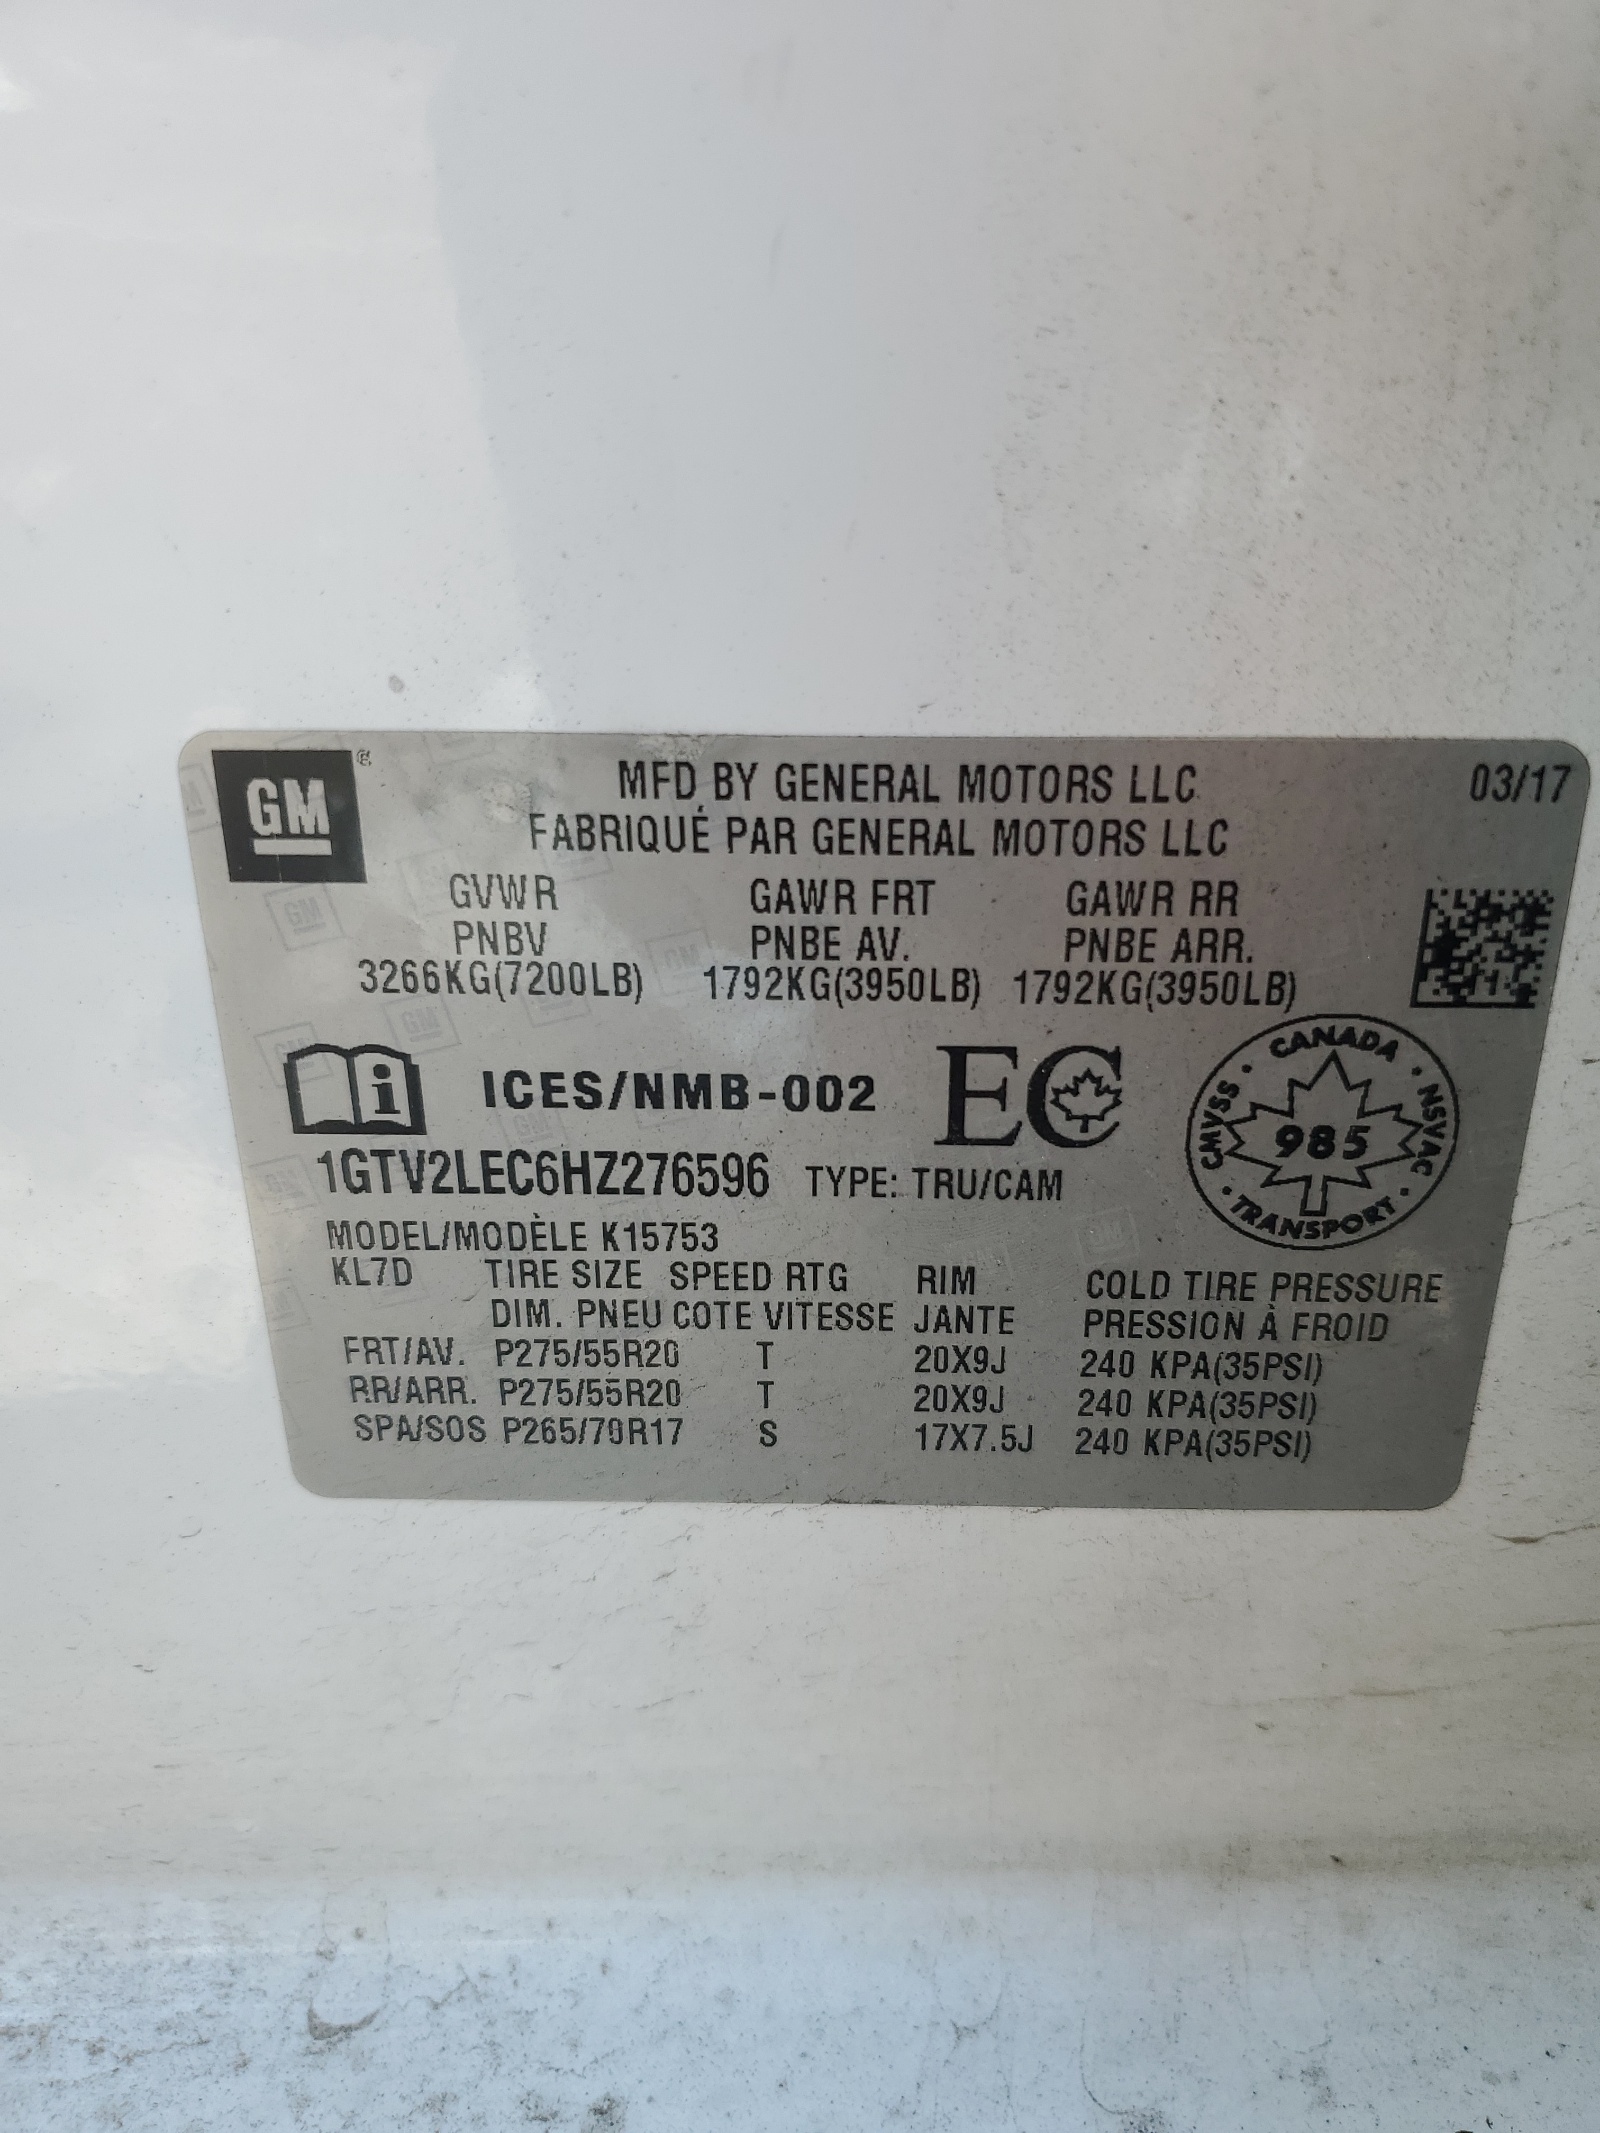 GM
MFD BY GENERAL MOTORS LLC 03/17
FABRIQUÉ PAR GENERAL MOTORS LLC
GVWR GAWR FRT GAWR RR
PNBV PNBE AV. PNBE ARR.
3266KG(7200LB) 1792KG(3950LB) 1792KG(3950LB)
ICES/NMB-002 EC
CANADA
CMVSS · 985 · NSVAC
TRANSPORT
1GTV2LEC6HZ276596 TYPE: TRU/CAM
MODEL/MODÈLE K15753
KL7D TIRE SIZE SPEED RTG RIM COLD TIRE PRESSURE
DIM. PNEU COTE VITESSE JANTE PRESSION À FROID
FRT/AV. P275/55R20 T 20X9J 240 KPA(35PSI)
RR/ARR. P275/55R20 T 20X9J 240 KPA(35PSI)
SPA/SOS P265/70R17 S 17X7.5J 240 KPA(35PSI)